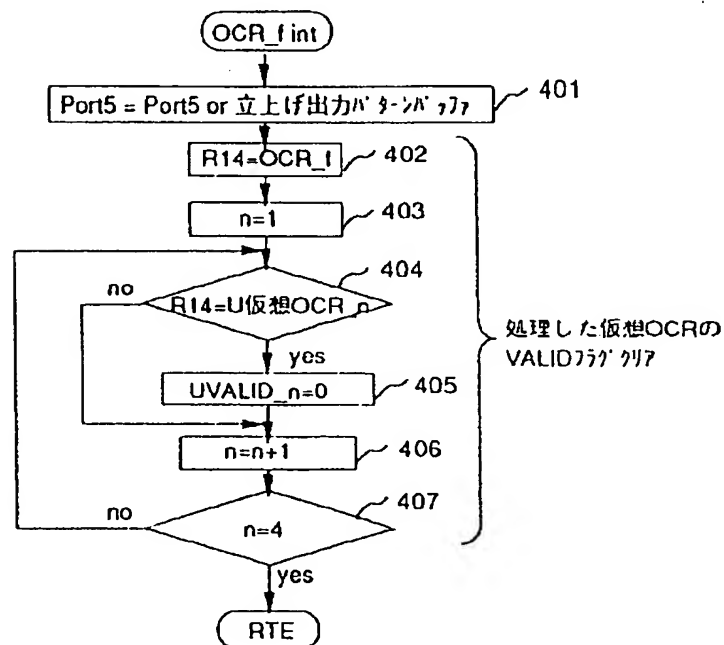 OCR_f int
Port5 = Port5 or 立上げ出力ﾊﾟﾀｰﾝﾊﾞｯﾌｧ
401
R14=OCR_f
402
n=1
403
404
no
R14=U仮想OCR_n
yes
UVALID_n=0
405
n=n+1
406
407
no
n=4
yes
RTE
処理した仮想OCRの
VALIDﾌﾗｸﾞｸﾘｱ